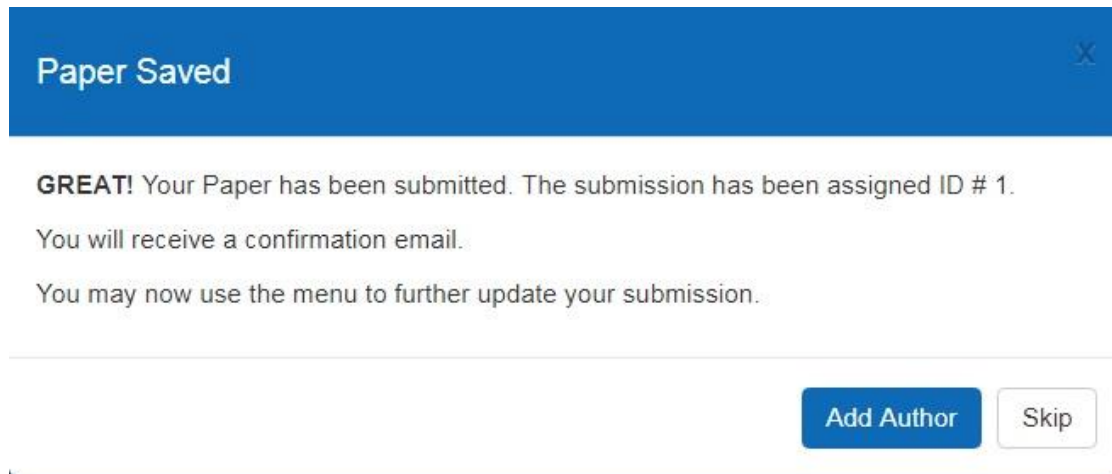 Paper Saved
x
GREAT! Your Paper has been submitted. The submission has been assigned ID # 1.
You will receive a confirmation email.
You may now use the menu to further update your submission.
Add Author
Skip